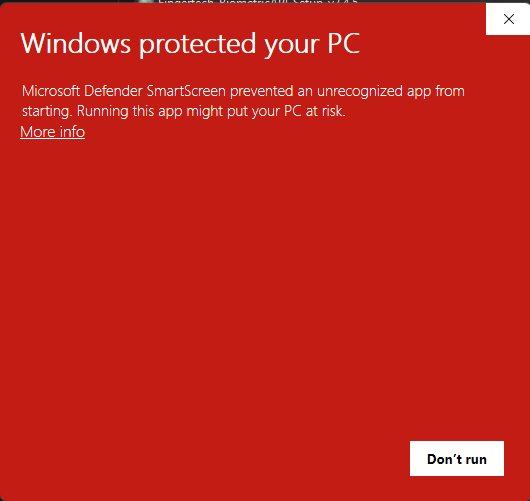 Windows protected your PC
Microsoft Defender SmartScreen prevented an unrecognized app from
starting. Running this app might put your PC at risk.
More info
Don't run